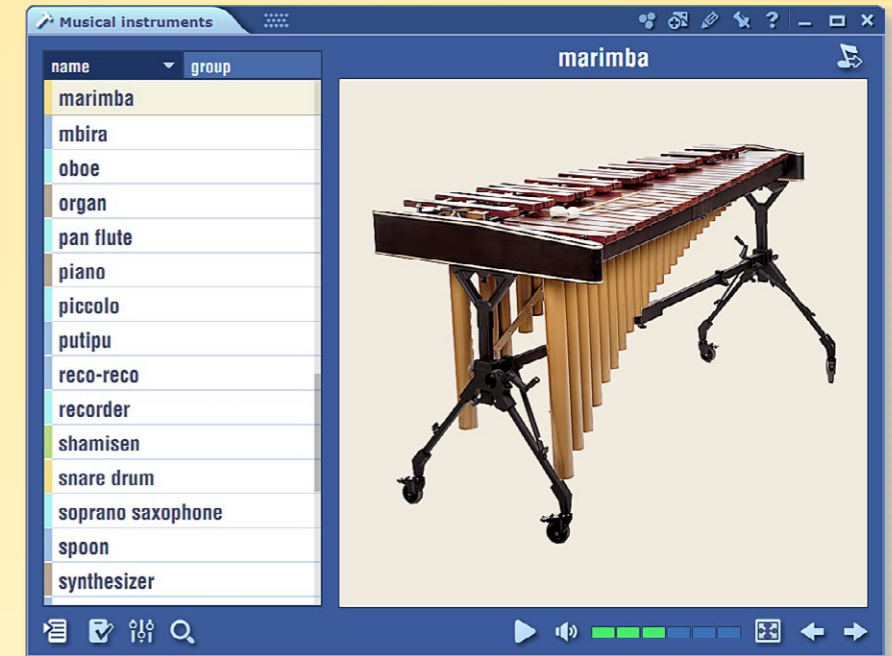 Musical instruments
?
name group
marimba
marimba
mbira
oboe
organ
pan flute
piano
piccolo
putipu
reco-reco
recorder
shamisen
snare drum
soprano saxophone
spoon
synthesizer